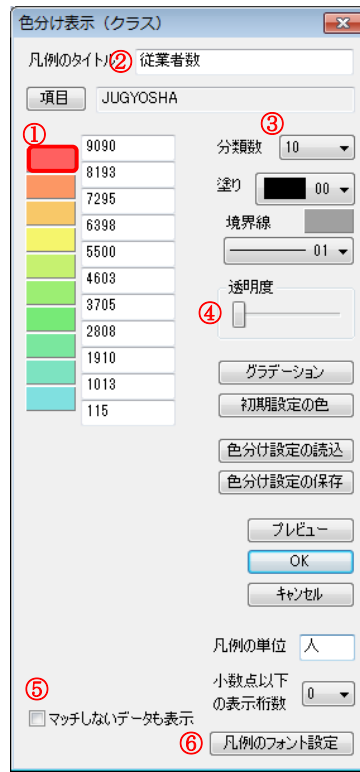 色分け表示（クラス）
凡例のタイトル ② 従業者数
項目 JUGYOSHA
①
9090
8193
7295
6398
5500
4603
3705
2808
1910
1013
115
③
分類数 10
塗り 00
境界線
01
透明度
④
グラデーション
初期設定の色
色分け設定の読込
色分け設定の保存
プレビュー
OK
キャンセル
凡例の単位 人
小数点以下
の表示桁数 0
⑤
マッチしないデータも表示
⑥ 凡例のフォント設定